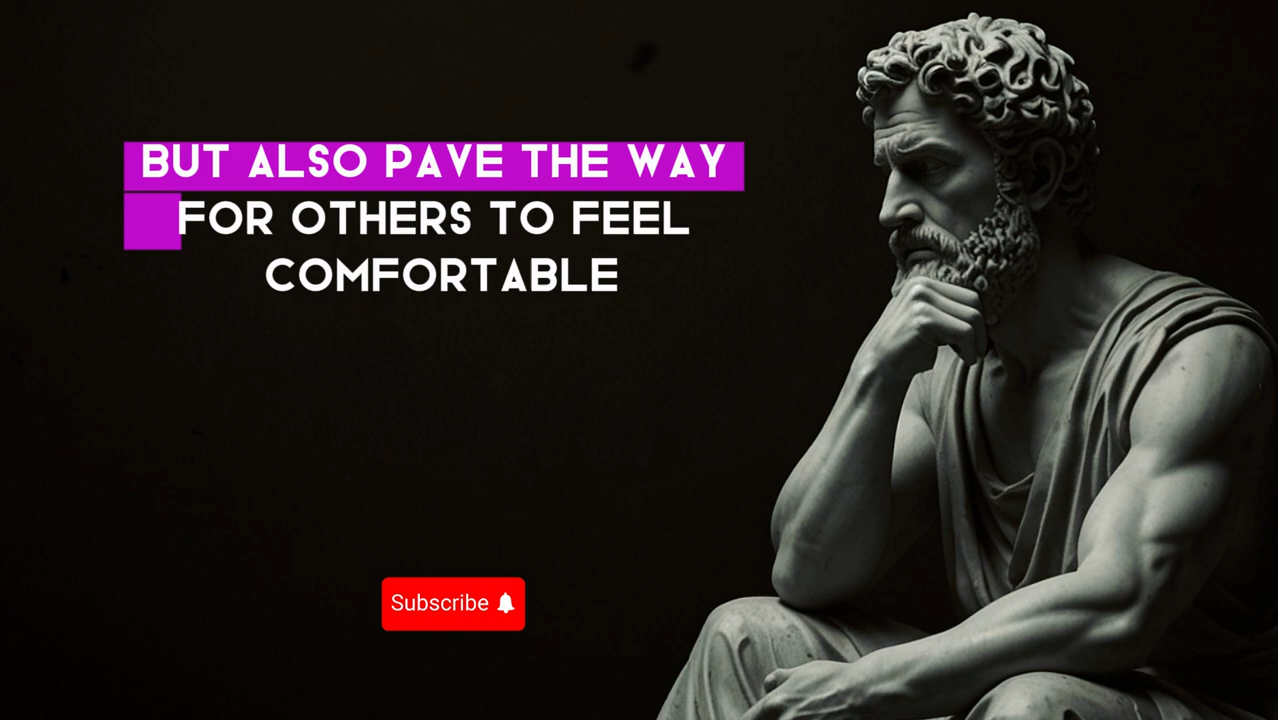 BUT ALSO PAVE THE WAY
FOR OTHERS TO FEEL
COMFORTABLE
Subscribe